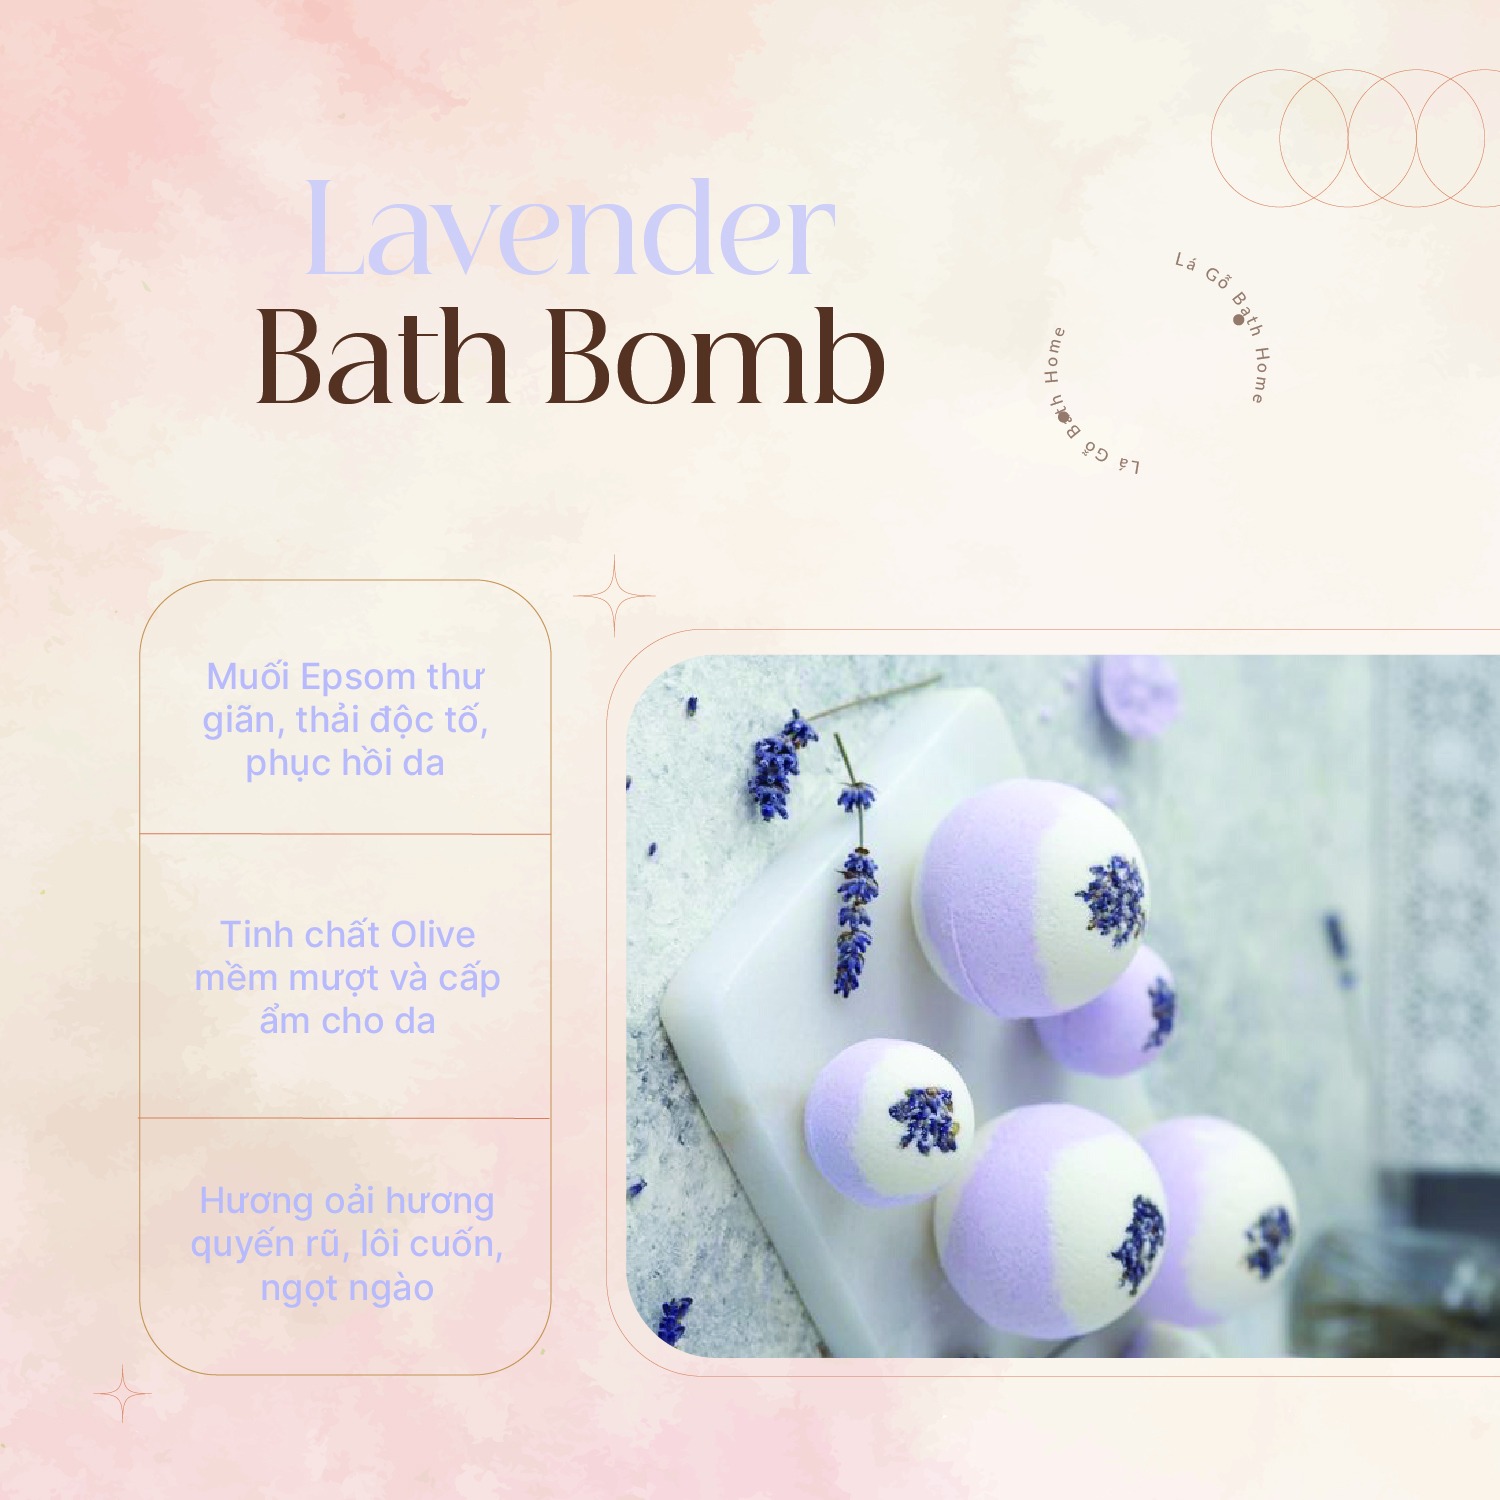 Lavender
Bath Bomb
Lá Gỗ Bath Home
Lá Gỗ Bath Home
Muối Epsom thư
giãn, thải độc tố,
phục hồi da
Tinh chất Olive
mềm mượt và cấp
ẩm cho da
Hương oải hương
quyến rũ, lôi cuốn,
ngọt ngào